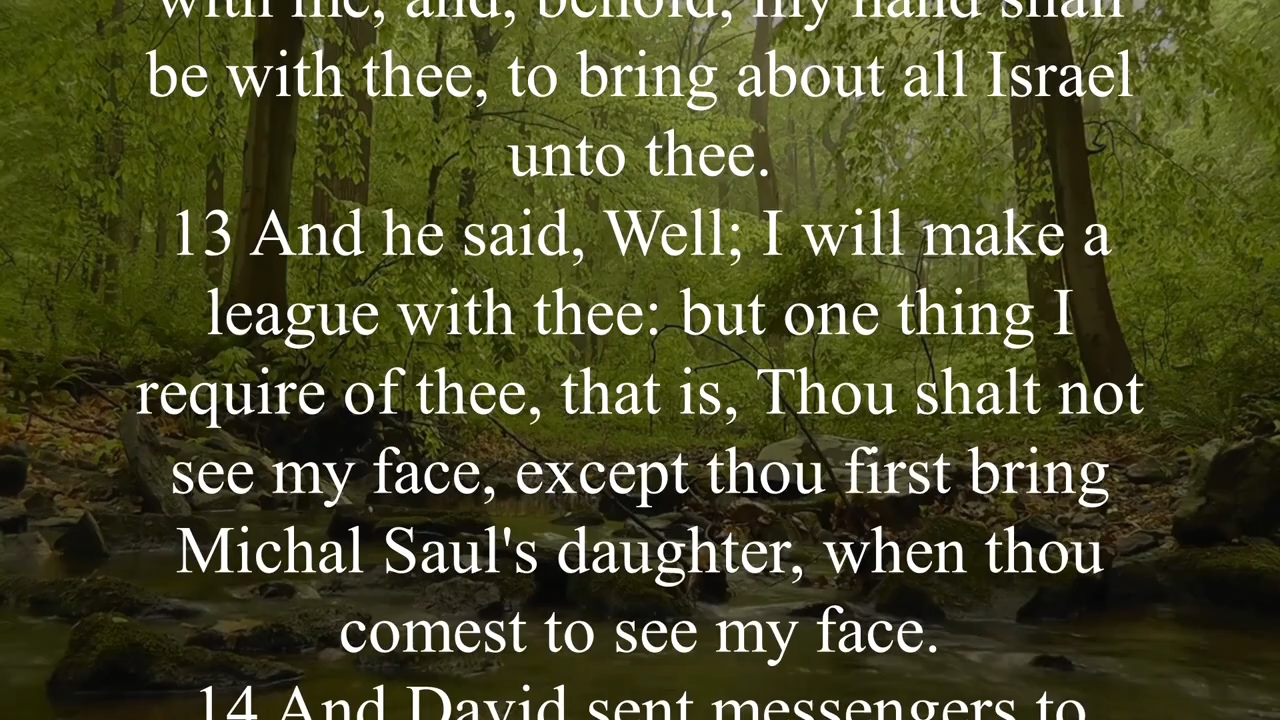 with me, and, behold, my hand shall
be with thee, to bring about all Israel
unto thee.
13 And he said, Well; I will make a
league with thee: but one thing I
require of thee, that is, Thou shalt not
see my face, except thou first bring
Michal Saul's daughter, when thou
comest to see my face.
14 And David sent messengers to